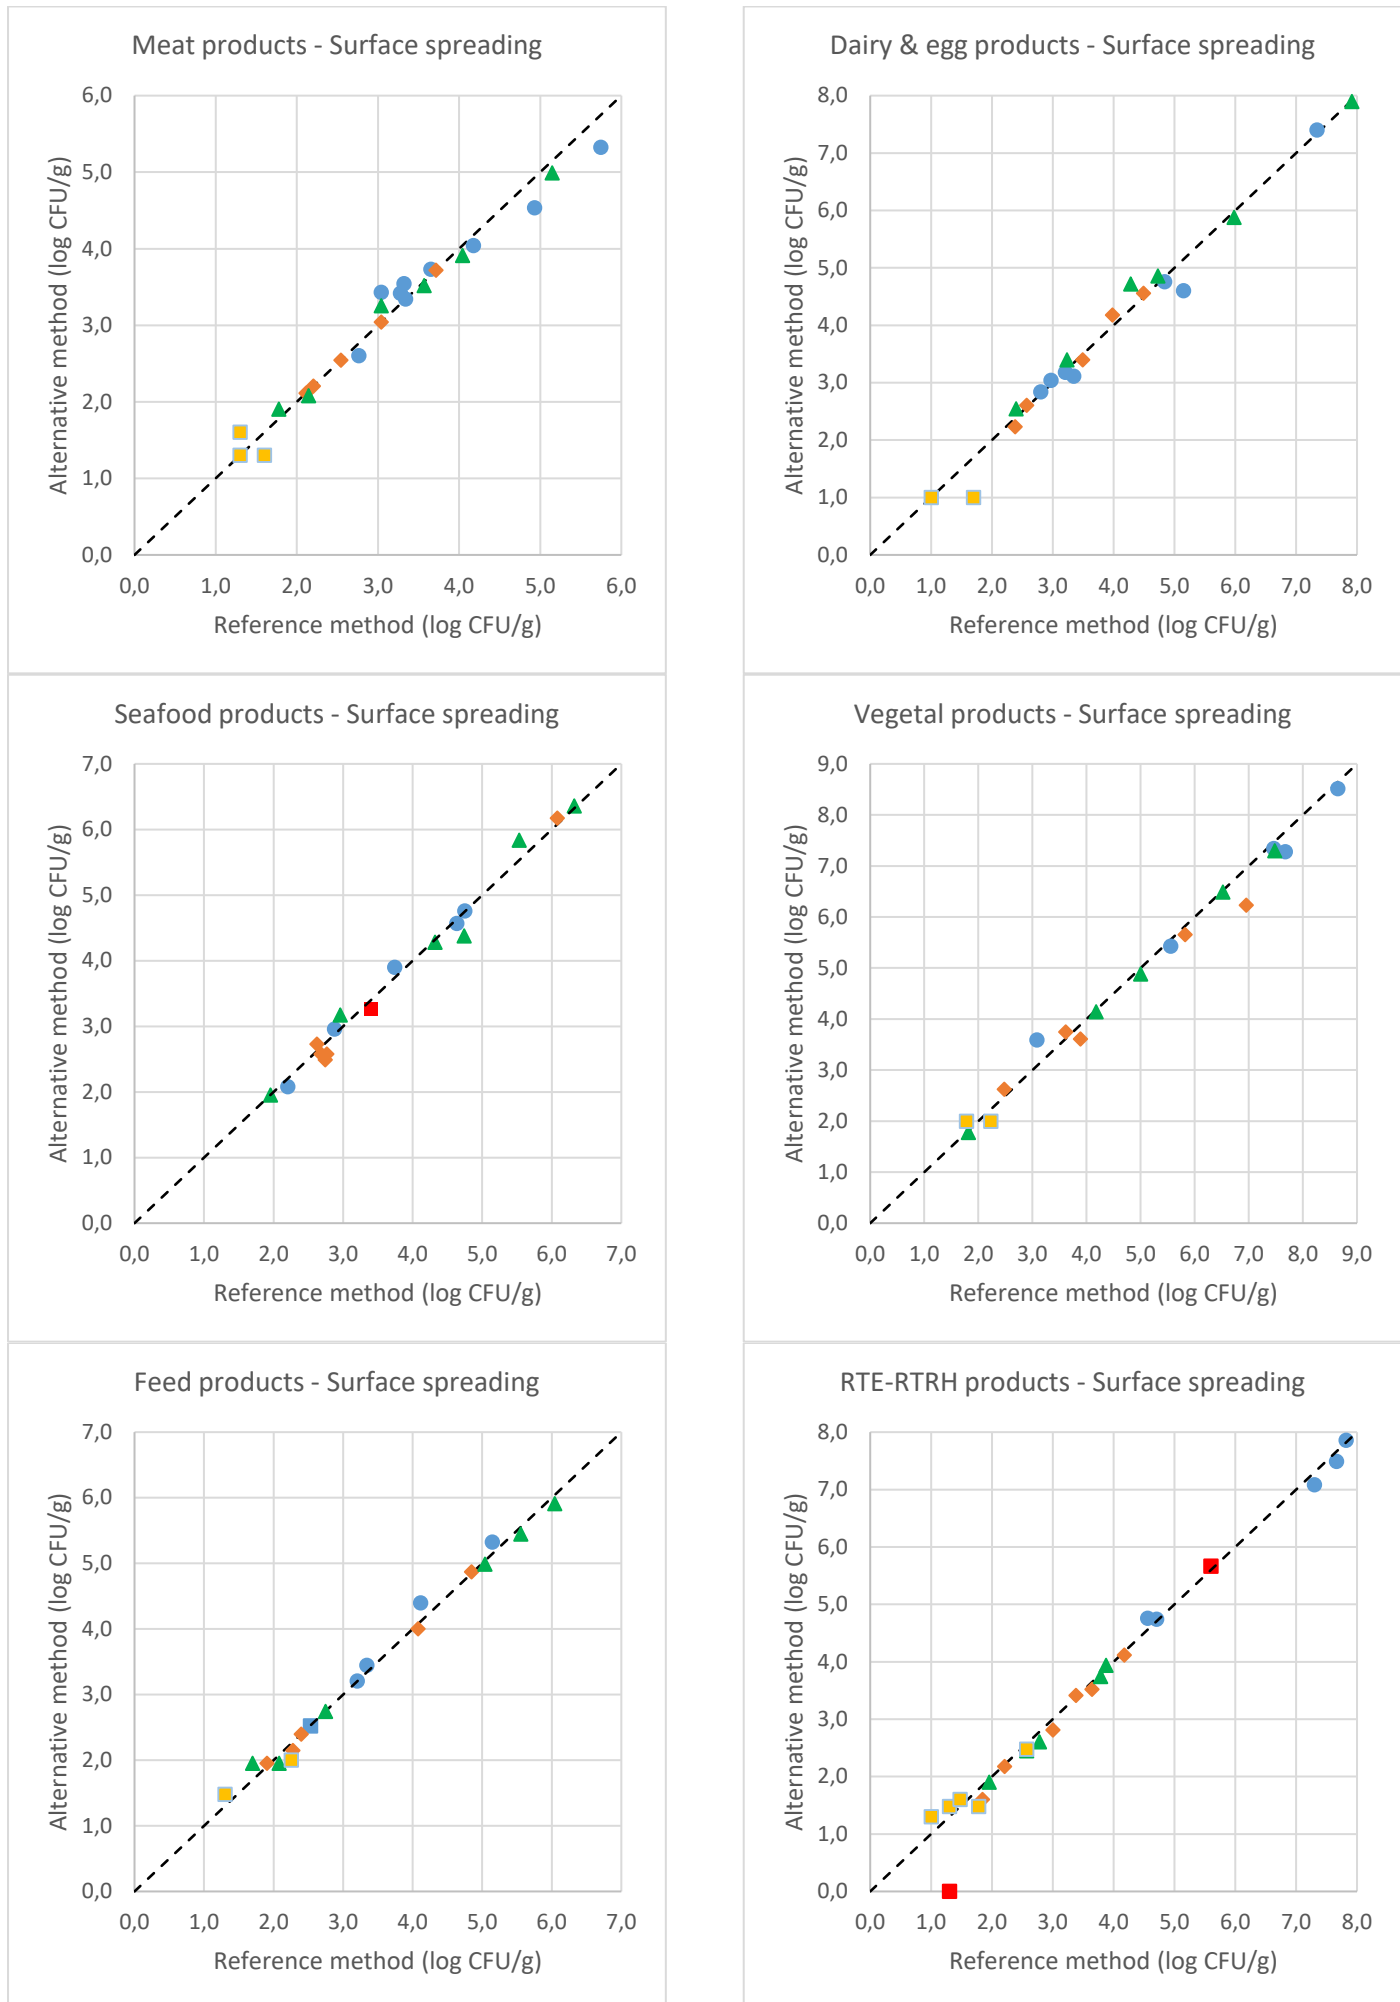 Meat products - Surface spreading
6,0
5,0
4,0
3,0
2,0
1,0
0,0
0,0 1,0 2,0 3,0 4,0 5,0 6,0
Reference method (log CFU/g)
Alternative method (log CFU/g)
Dairy & egg products - Surface spreading
8,0
7,0
6,0
5,0
4,0
3,0
2,0
1,0
0,0
0,0 1,0 2,0 3,0 4,0 5,0 6,0 7,0 8,0
Reference method (log CFU/g)
Alternative method (log CFU/g)
Seafood products - Surface spreading
7,0
6,0
5,0
4,0
3,0
2,0
1,0
0,0
0,0 1,0 2,0 3,0 4,0 5,0 6,0 7,0
Reference method (log CFU/g)
Alternative method (log CFU/g)
Vegetal products - Surface spreading
9,0
8,0
7,0
6,0
5,0
4,0
3,0
2,0
1,0
0,0
0,0 1,0 2,0 3,0 4,0 5,0 6,0 7,0 8,0 9,0
Reference method (log CFU/g)
Alternative method (log CFU/g)
Feed products - Surface spreading
7,0
6,0
5,0
4,0
3,0
2,0
1,0
0,0
0,0 1,0 2,0 3,0 4,0 5,0 6,0 7,0
Reference method (log CFU/g)
Alternative method (log CFU/g)
RTE-RTRH products - Surface spreading
8,0
7,0
6,0
5,0
4,0
3,0
2,0
1,0
0,0
0,0 1,0 2,0 3,0 4,0 5,0 6,0 7,0 8,0
Reference method (log CFU/g)
Alternative method (log CFU/g)